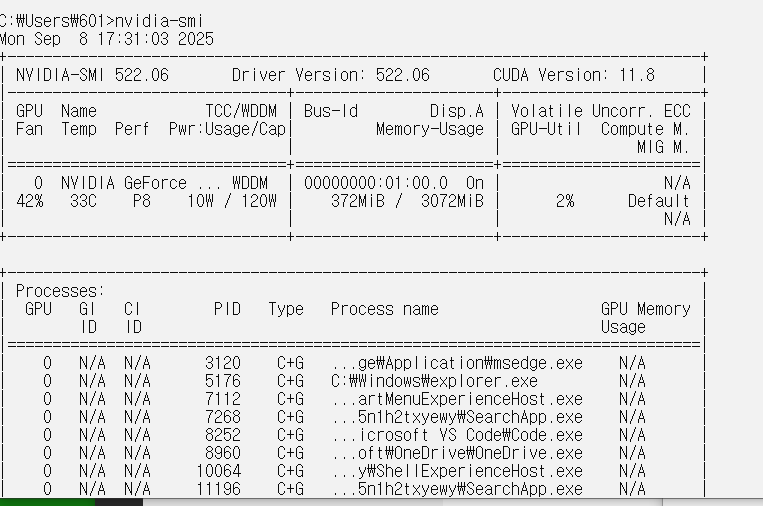 C:₩Users₩601>nvidia-smi
Mon Sep  8 17:31:03 2025
+-----------------------------------------------------------------------------+
| NVIDIA-SMI 522.06       Driver Version: 522.06       CUDA Version: 11.8     |
|-------------------------------+----------------------+----------------------+
| GPU  Name            TCC/WDDM | Bus-Id        Disp.A | Volatile Uncorr. ECC |
| Fan  Temp  Perf  Pwr:Usage/Cap|         Memory-Usage | GPU-Util  Compute M. |
|                               |                      |               MIG M. |
|===============================+======================+======================|
|   0  NVIDIA GeForce ... WDDM  | 00000000:01:00.0  On |                  N/A |
| 42%   33C    P8    10W / 120W |    372MiB /  3072MiB |      2%      Default |
|                               |                      |                  N/A |
+-------------------------------+----------------------+----------------------+

+-----------------------------------------------------------------------------+
| Processes:                                                                  |
|  GPU   GI   CI        PID   Type   Process name                  GPU Memory |
|        ID   ID                                                   Usage      |
|=============================================================================|
|    0   N/A  N/A      3120    C+G   ...ge₩Application₩msedge.exe    N/A      |
|    0   N/A  N/A      5176    C+G   C:₩Windows₩explorer.exe         N/A      |
|    0   N/A  N/A      7112    C+G   ...artMenuExperienceHost.exe    N/A      |
|    0   N/A  N/A      7268    C+G   ...5n1h2txyewy₩SearchApp.exe    N/A      |
|    0   N/A  N/A      8252    C+G   ...icrosoft VS Code₩Code.exe    N/A      |
|    0   N/A  N/A      8960    C+G   ...oft₩OneDrive₩OneDrive.exe    N/A      |
|    0   N/A  N/A     10064    C+G   ...y₩ShellExperienceHost.exe    N/A      |
|    0   N/A  N/A     11196    C+G   ...5n1h2txyewy₩SearchApp.exe    N/A      |